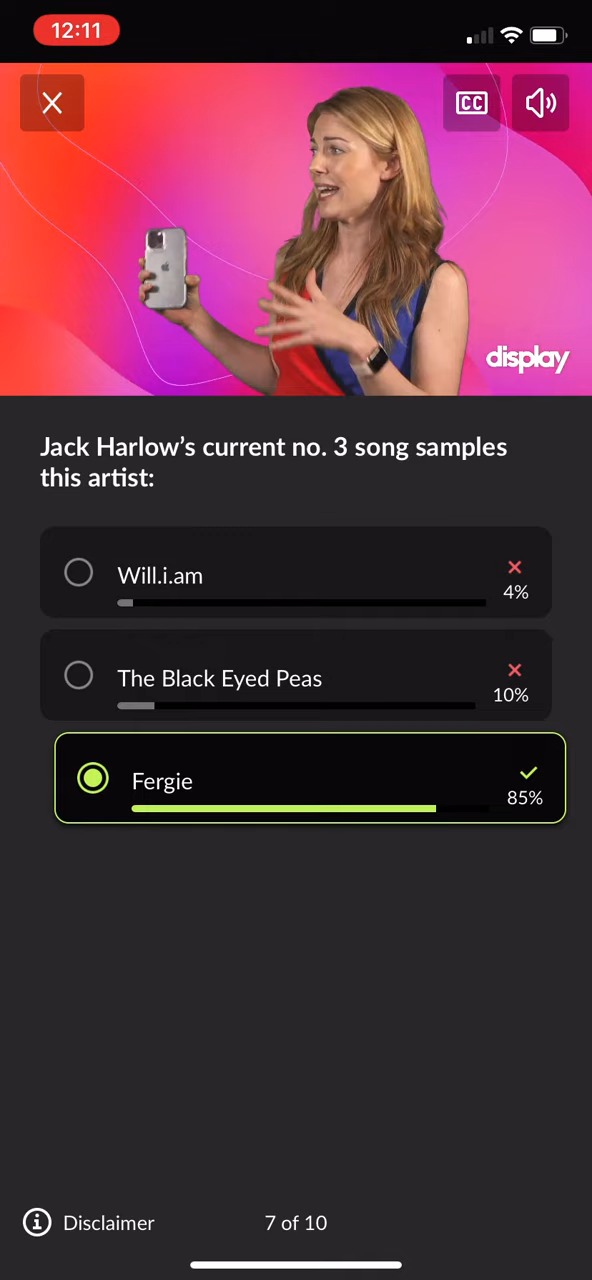 12:11
CC
display
Jack Harlow’s current no. 3 song samples
this artist:
Will.i.am
4%
The Black Eyed Peas
10%
Fergie
85%
Disclaimer
7 of 10